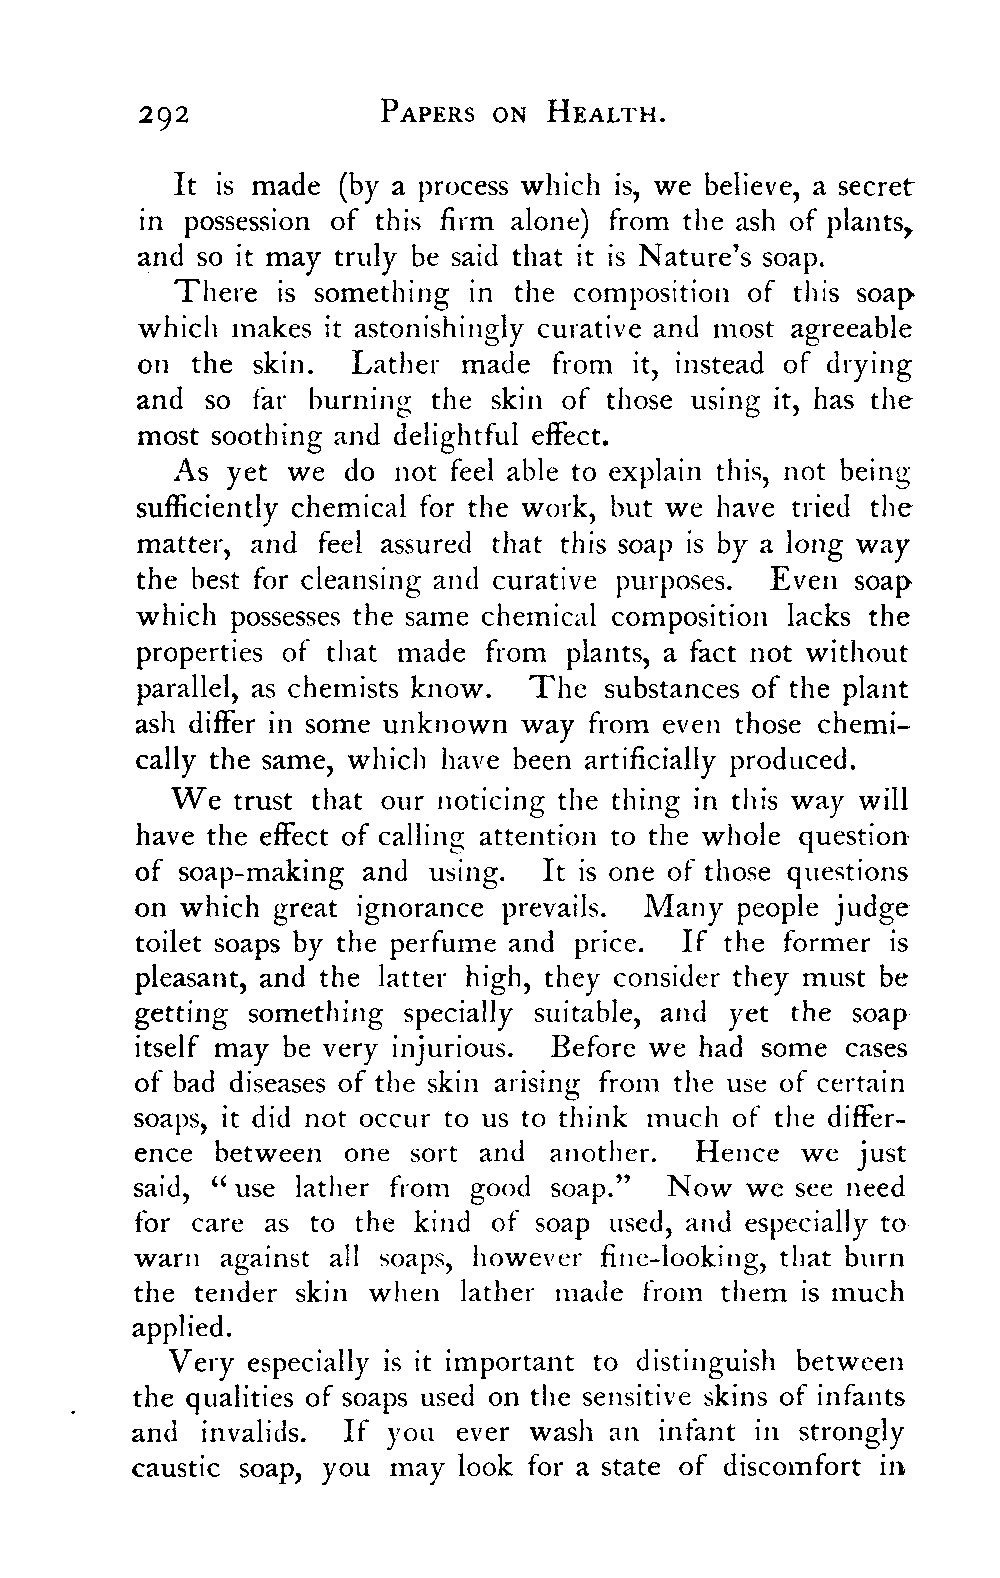 292 PAPERS ON HEALTH.
It is made (by a process which is, we believe, a secret
in possession of this firm alone) from the ash of plants,
and so it may truly be said that it is Nature's soap.
There is something in the composition of this soap
which makes it astonishingly curative and most agreeable
on the skin. Lather made from it, instead of drying
and so far burning the skin of those using it, has the
most soothing and delightful effect.
As yet we do not feel able to explain this, not being
sufficiently chemical for the work, but we have tried the
matter, and feel assured that this soap is by a long way
the best for cleansing and curative purposes. Even soap
which possesses the same chemical composition lacks the
properties of that made from plants, a fact not without
parallel, as chemists know. The substances of the plant
ash differ in some unknown way from even those chemi-
cally the same, which have been artificially produced.
We trust that our noticing the thing in this way will
have the effect of calling attention to the whole question
of soap-making and using. It is one of those questions
on which great ignorance prevails. Many people judge
toilet soaps by the perfume and price. If the former is
pleasant, and the latter high, they consider they must be
getting something specially suitable, and yet the soap
itself may be very injurious. Before we had some cases
of bad diseases of the skin arising from the use of certain
soaps, it did not occur to us to think much of the differ-
ence between one sort and another. Hence we just
said, "use lather from good soap." Now we see need
for care as to the kind of soap used, and especially to
warn against all soaps, however fine-looking, that burn
the tender skin when lather made from them is much
applied.
Very especially is it important to distinguish between
the qualities of soaps used on the sensitive skins of infants
and invalids. If you ever wash an infant in strongly
caustic soap, you may look for a state of discomfort in